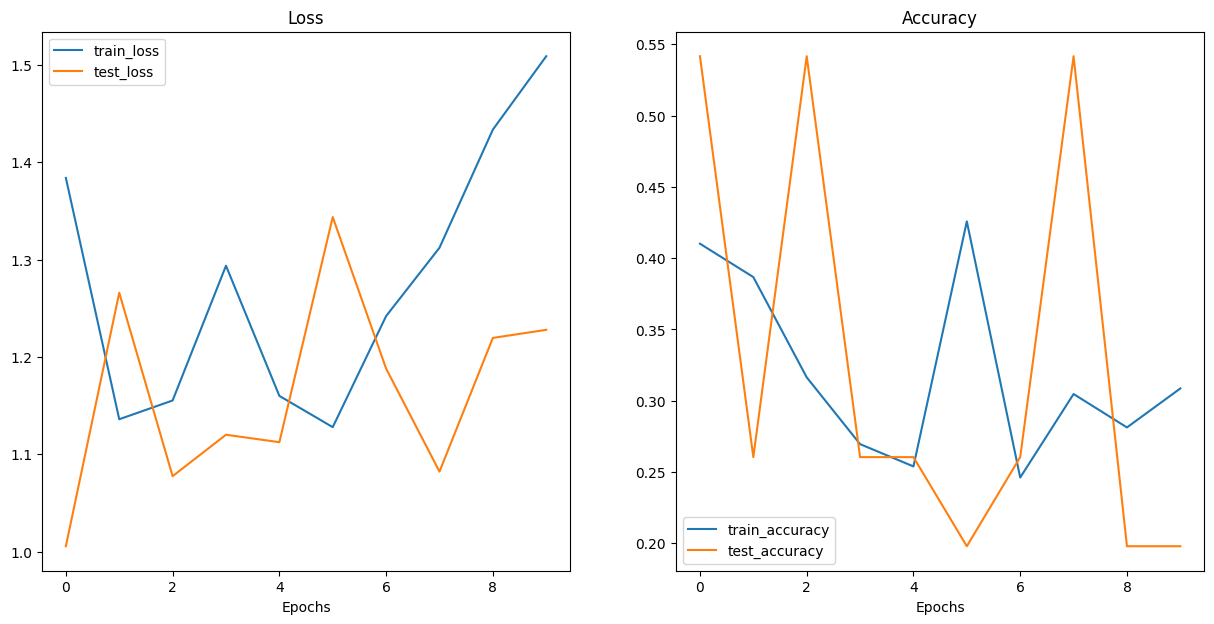 Loss
train_loss
test_loss
1.5
1.4
1.3
1.2
1.1
1.0
0 2 4 6 8
Epochs
Accuracy
0.55
0.50
0.45
0.40
0.35
0.30
0.25
0.20
train_accuracy
test_accuracy
0 2 4 6 8
Epochs